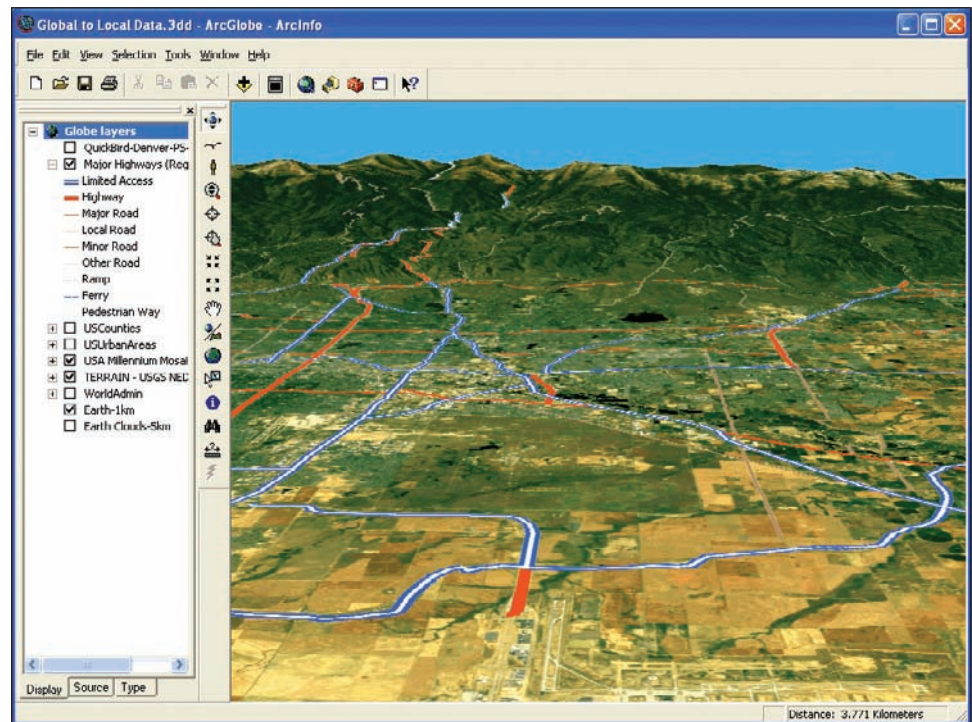 Global to Local Data.3dd - ArcGlobe - ArcInfo
File Edit View Selection Tools Window Help
Globe layers
QuickBird-Denver-PS-
Major Highways (Reg
Limited Access
Highway
Major Road
Local Road
Minor Road
Other Road
Ramp
Ferry
Pedestrian Way
USCounties
USUrbanAreas
USA Millennium Mosai
TERRAIN - USGS NED
WorldAdmin
Earth-1km
Earth Clouds-5km
Display Source Type
Distance: 3.771 Kilometers